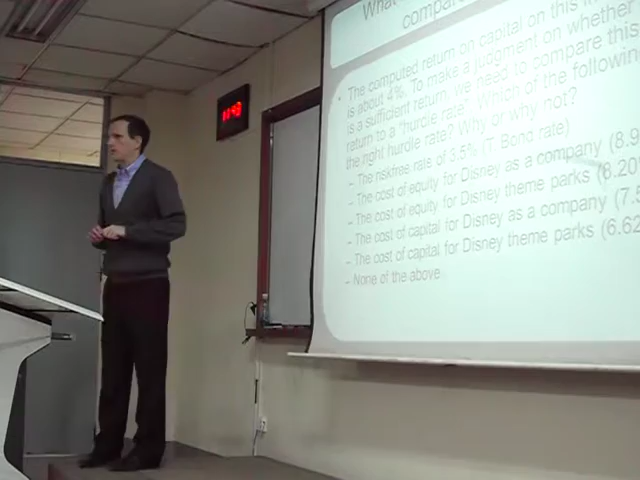 What
compare
• The computed return on capital on this
is about 4%. To make a judgment on whether
is a sufficient return, we need to compare this
return to a "hurdle rate". Which of the following
the right hurdle rate? Why or why not?
– The riskfree rate of 3.5% (T. Bond rate)
– The cost of equity for Disney as a company (8.9
– The cost of equity for Disney theme parks (8.20
– The cost of capital for Disney as a company (7.5
– The cost of capital for Disney theme parks (6.62
– None of the above